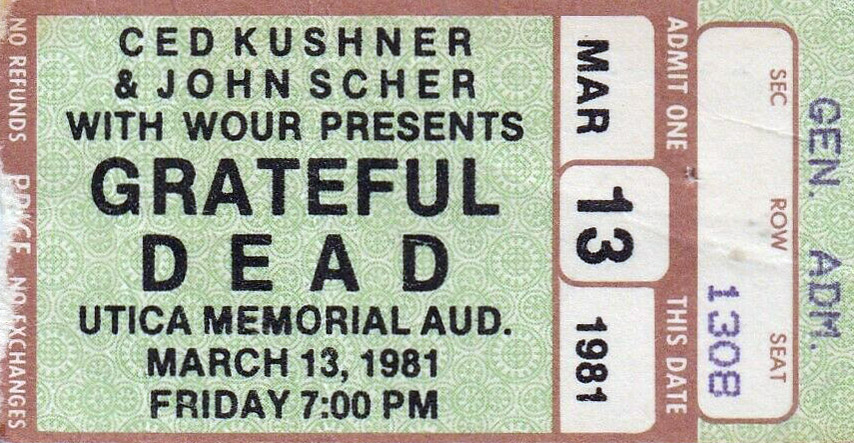 NO REFUNDS PRICE NO EXCHANGES
CED KUSHNER
& JOHN SCHER
WITH WOUR PRESENTS
GRATEFUL
DEAD
UTICA MEMORIAL AUD.
MARCH 13, 1981
FRIDAY 7:00 PM
MAR 13 1981
ADMIT ONE THIS DATE
SEC ROW SEAT
1308
GEN. ADM.